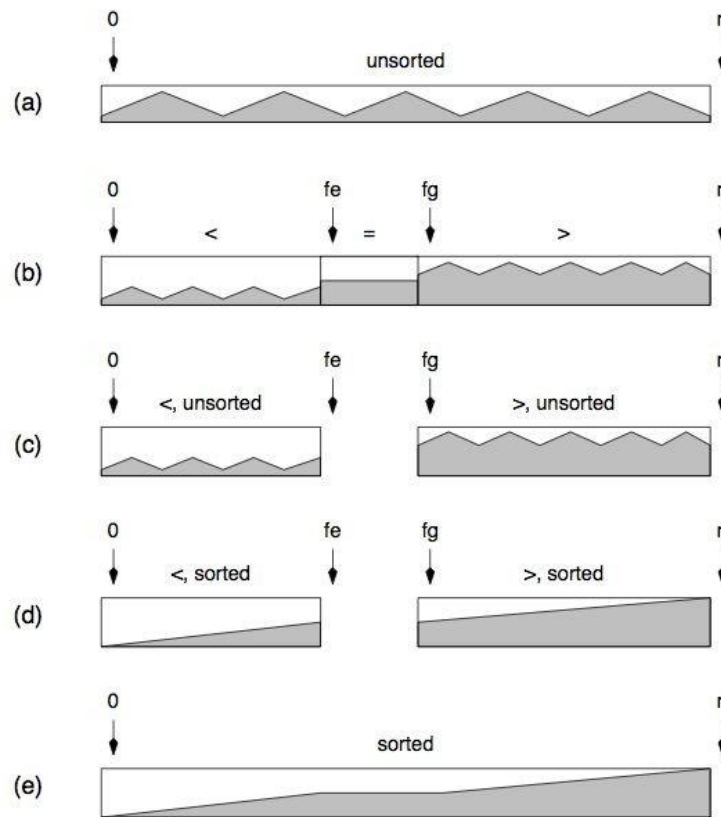 0
unsorted
(a)
0 fe fg
< = >
(b)
0 fe fg
<, unsorted >, unsorted
(c)
0 fe fg
<, sorted >, sorted
(d)
0
sorted
(e)